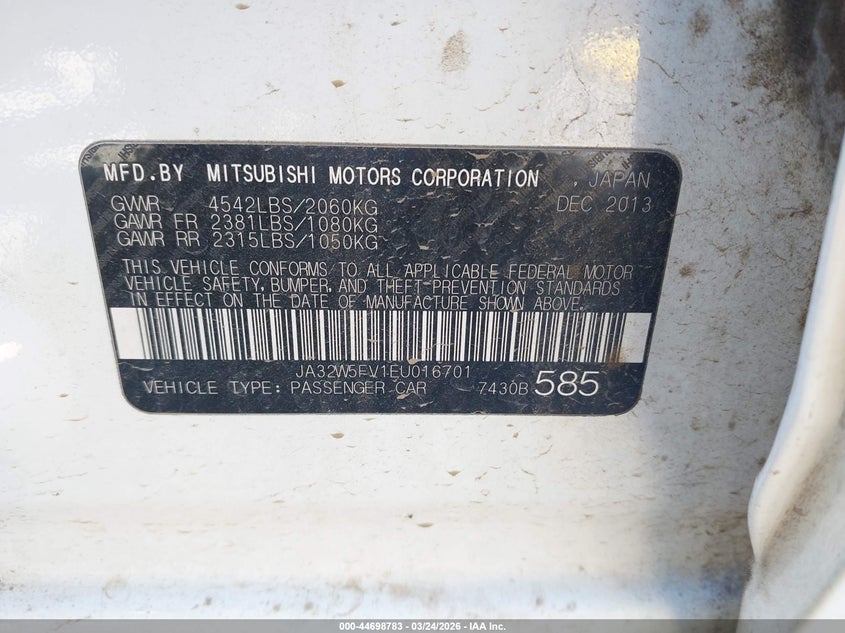 MFD.BY MITSUBISHI MOTORS CORPORATION , JAPAN
GVWR 4542LBS/2060KG DEC 2013
GAWR FR 2381LBS/1080KG
GAWR RR 2315LBS/1050KG
THIS VEHICLE CONFORMS TO ALL APPLICABLE FEDERAL MOTOR
VEHICLE SAFETY, BUMPER, AND THEFT-PREVENTION STANDARDS
IN EFFECT ON THE DATE OF MANUFACTURE SHOWN ABOVE.
JA32W5FV1EU016701
VEHICLE TYPE: PASSENGER CAR 7430B 585
000-44698783 - 03/24/2026 - IAA Holdings, LLC.